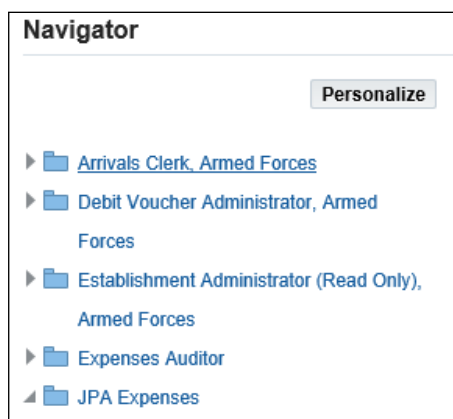 Navigator
Personalize
Arrivals Clerk, Armed Forces
Debit Voucher Administrator, Armed
Forces
Establishment Administrator (Read Only),
Armed Forces
Expenses Auditor
JPA Expenses